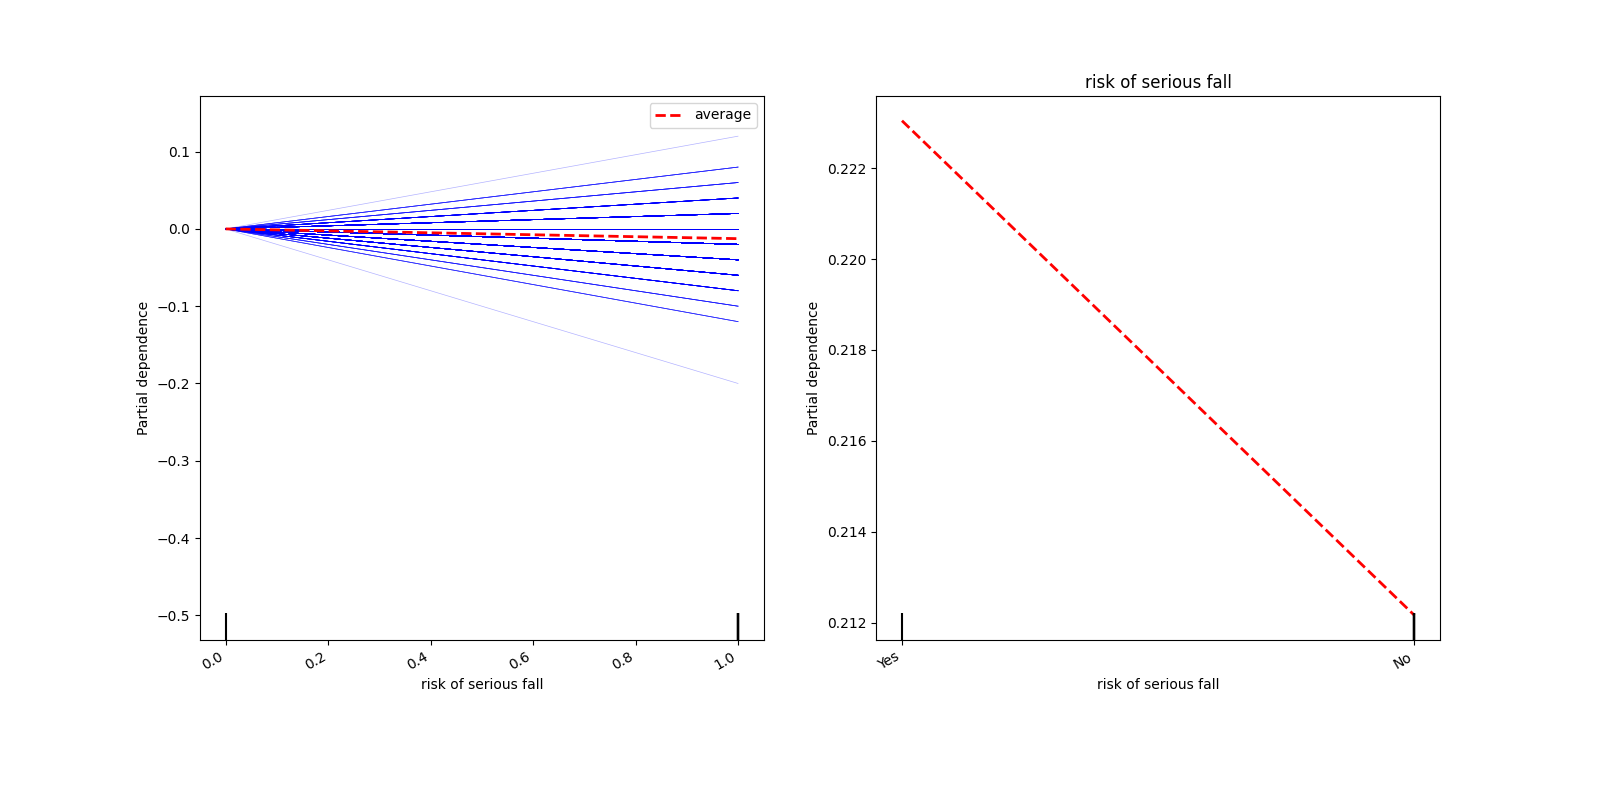 average
0.1
0.0
−0.1
−0.2
−0.3
−0.4
−0.5
Partial dependence
0.0 0.2 0.4 0.6 0.8 1.0
risk of serious fall
risk of serious fall
0.222
0.220
0.218
0.216
0.214
0.212
Partial dependence
Yes No
risk of serious fall